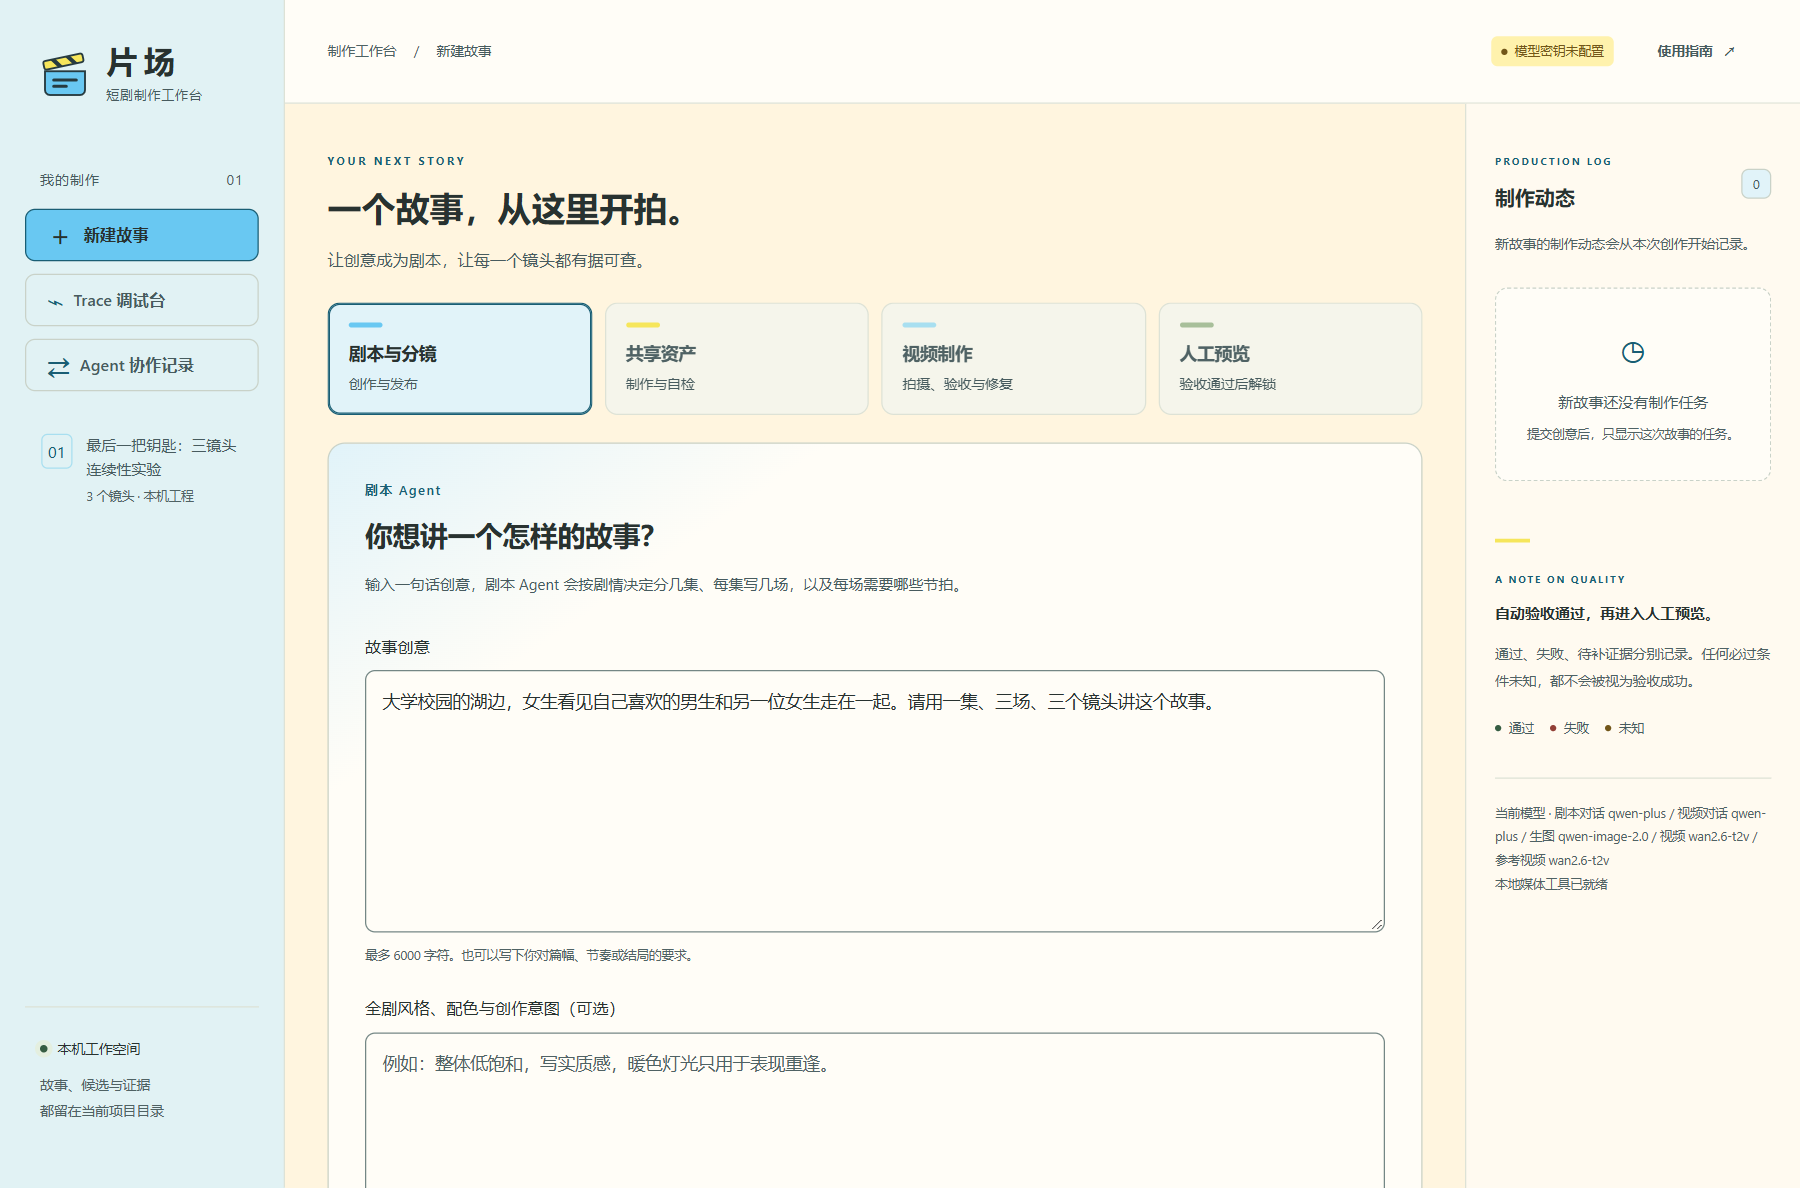 片场
短剧制作工作台
我的制作 01
+ 新建故事
Trace 调试台
Agent 协作记录
01
最后一把钥匙：三镜头
连续性实验
3 个镜头 · 本机工程
本机工作空间
故事、候选与证据
都留在当前项目目录
制作工作台 / 新建故事
模型密钥未配置
使用指南 ↗
YOUR NEXT STORY
一个故事，从这里开拍。
让创意成为剧本，让每一个镜头都有据可查。
剧本与分镜
创作与发布
共享资产
制作与自检
视频制作
拍摄、验收与修复
人工预览
验收通过后解锁
剧本 Agent
你想讲一个怎样的故事？
输入一句话创意，剧本 Agent 会按剧情决定分几集、每集写几场，以及每场需要哪些节拍。
故事创意
大学校园的湖边，女生看见自己喜欢的男生和另一位女生走在一起。请用一集、三场、三个镜头讲这个故事。
最多 6000 字符。也可以写下你对篇幅、节奏或结局的要求。
全剧风格、配色与创作意图（可选）
例如：整体低饱和，写实质感，暖色灯光只用于表现重逢。
PRODUCTION LOG
制作动态
0
新故事的制作动态会从本次创作开始记录。
新故事还没有制作任务
提交创意后，只显示这次故事的任务。
A NOTE ON QUALITY
自动验收通过，再进入人工预览。
通过、失败、待补证据分别记录。任何必过条
件未知，都不会被视为验收成功。
通过 失败 未知
当前模型 · 剧本对话 qwen-plus / 视频对话 qwen-
plus / 生图 qwen-image-2.0 / 视频 wan2.6-t2v /
参考视频 wan2.6-t2v
本地媒体工具已就绪